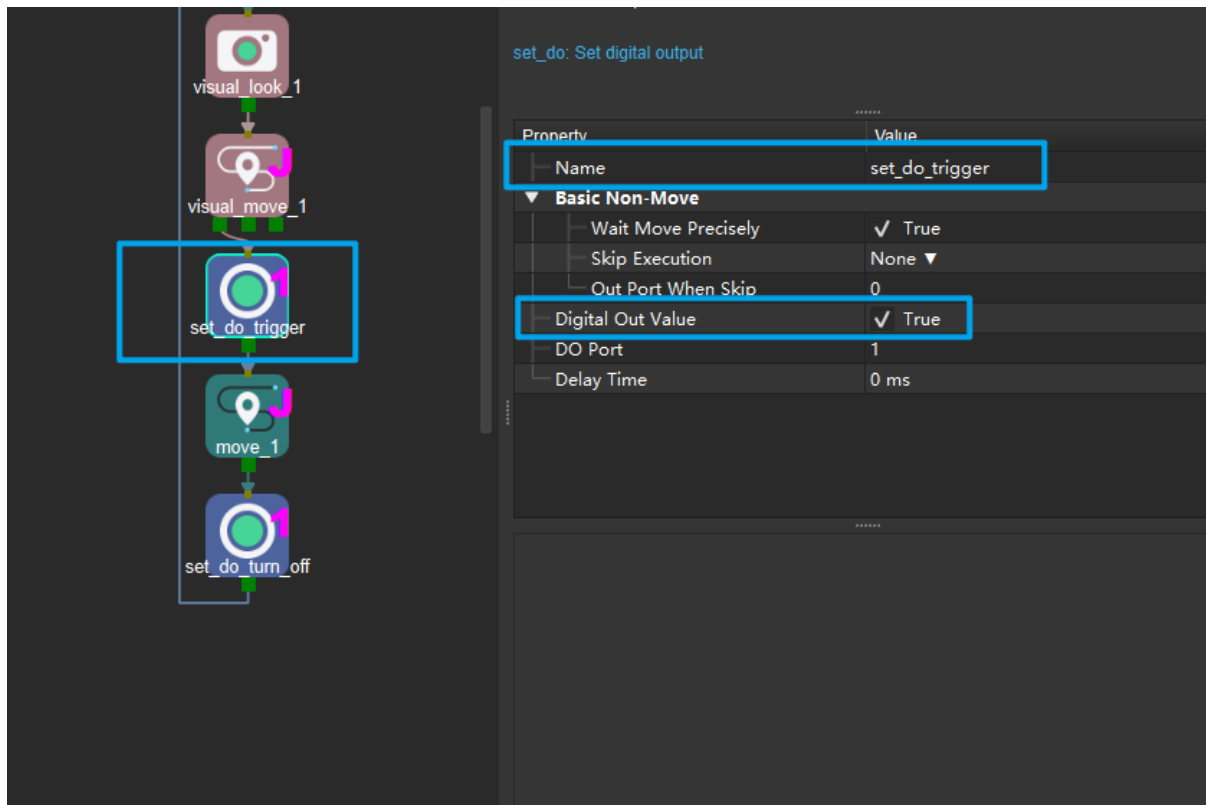 visual_look_1
J
visual_move_1
1
set_do_trigger
J
move_1
1
set_do_turn_off
set_do: Set digital output
Property Value
Name set_do_trigger
Basic Non-Move
Wait Move Precisely True
Skip Execution None
Out Port When Skip 0
Digital Out Value True
DO Port 1
Delay Time 0 ms